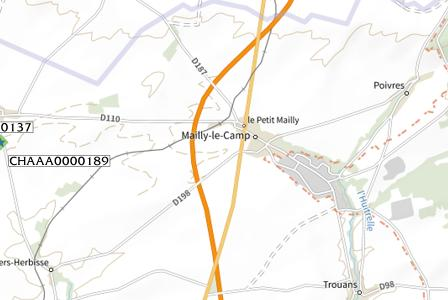 D187
Poivres
D110
le Petit Mailly
0137
Mailly-le-Camp
CHAAA0000189
D198
l'Huitrelle
ers-Herbisse
Trouans
D98